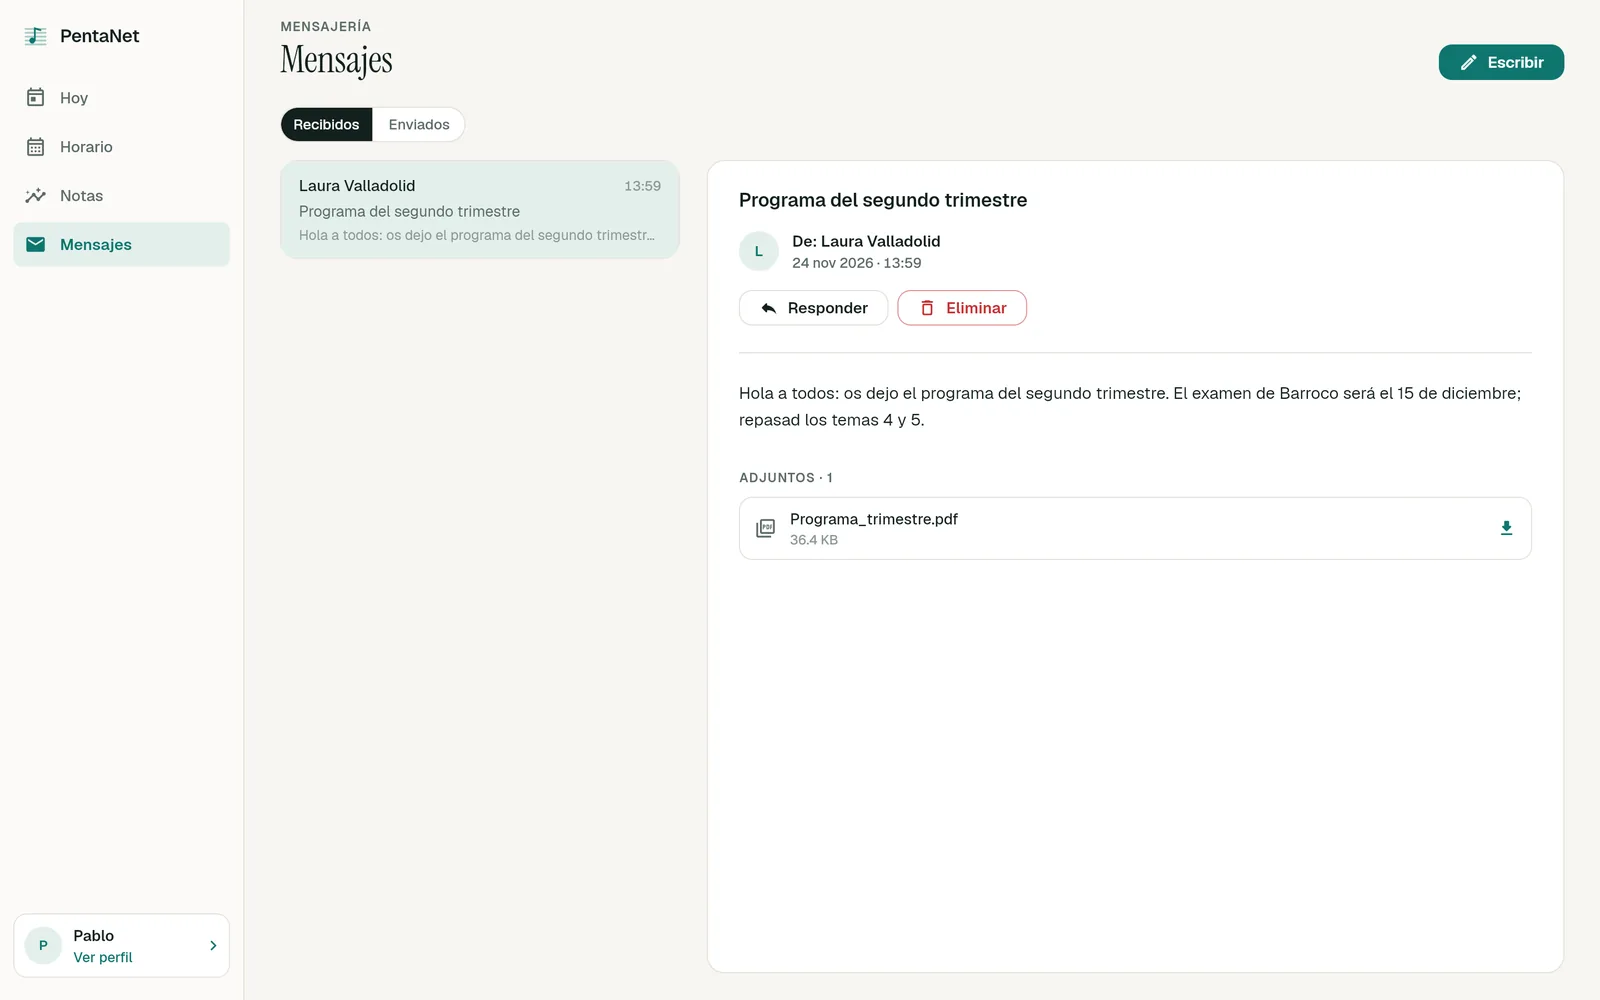 PentaNet
Hoy
Horario
Notas
Mensajes
Pablo
P
Ver perfil
MENSAJERÍA
Mensajes
Escribir
Recibidos
Enviados
Laura Valladolid
13:59
Programa del segundo trimestre
Hola a todos: os dejo el programa del segundo trimestr...
Programa del segundo trimestre
L
De: Laura Valladolid
24 nov 2026 · 13:59
Responder
Eliminar
Hola a todos: os dejo el programa del segundo trimestre. El examen de Barroco será el 15 de diciembre;
repasad los temas 4 y 5.
ADJUNTOS · 1
PDF
Programa_trimestre.pdf
36.4 KB